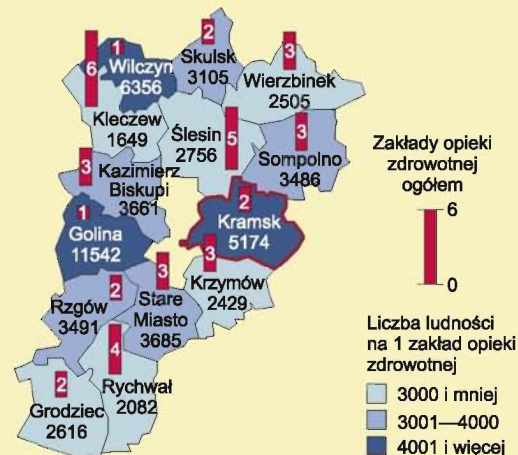 2
Skulsk
3105
6
1
Wilczyn
6356
3
Wierzbinek
2505
Kleczew
1649
Ślesin
2756
5
3
Sompolno
3486
3
Kazimierz
Biskupi
3661
2
Kramsk
5174
1
Golina
11542
3
Krzymów
2429
2
Rzgów
3491
3
Stare
Miasto
3685
4
Rychwał
2082
2
Grodziec
2616
Zakłady opieki
zdrowotnej
ogółem
6
0
Liczba ludności
na 1 zakład opieki
zdrowotnej
3000 i mniej
3001—4000
4001 i więcej